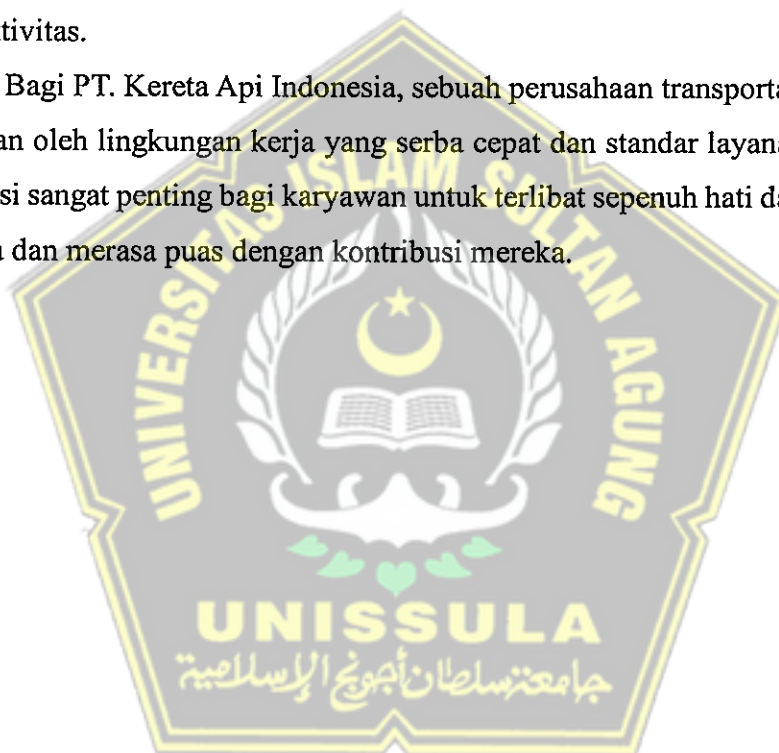 tivitas.
Bagi PT. Kereta Api Indonesia, sebuah perusahaan transporta
an oleh lingkungan kerja yang serba cepat dan standar layana
si sangat penting bagi karyawan untuk terlibat sepenuh hati da
dan merasa puas dengan kontribusi mereka.
UNIVERSITAS ISLAM SULTAN AGUNG
UNISSULA
جامعتنسلطان أجونج الإسلامية